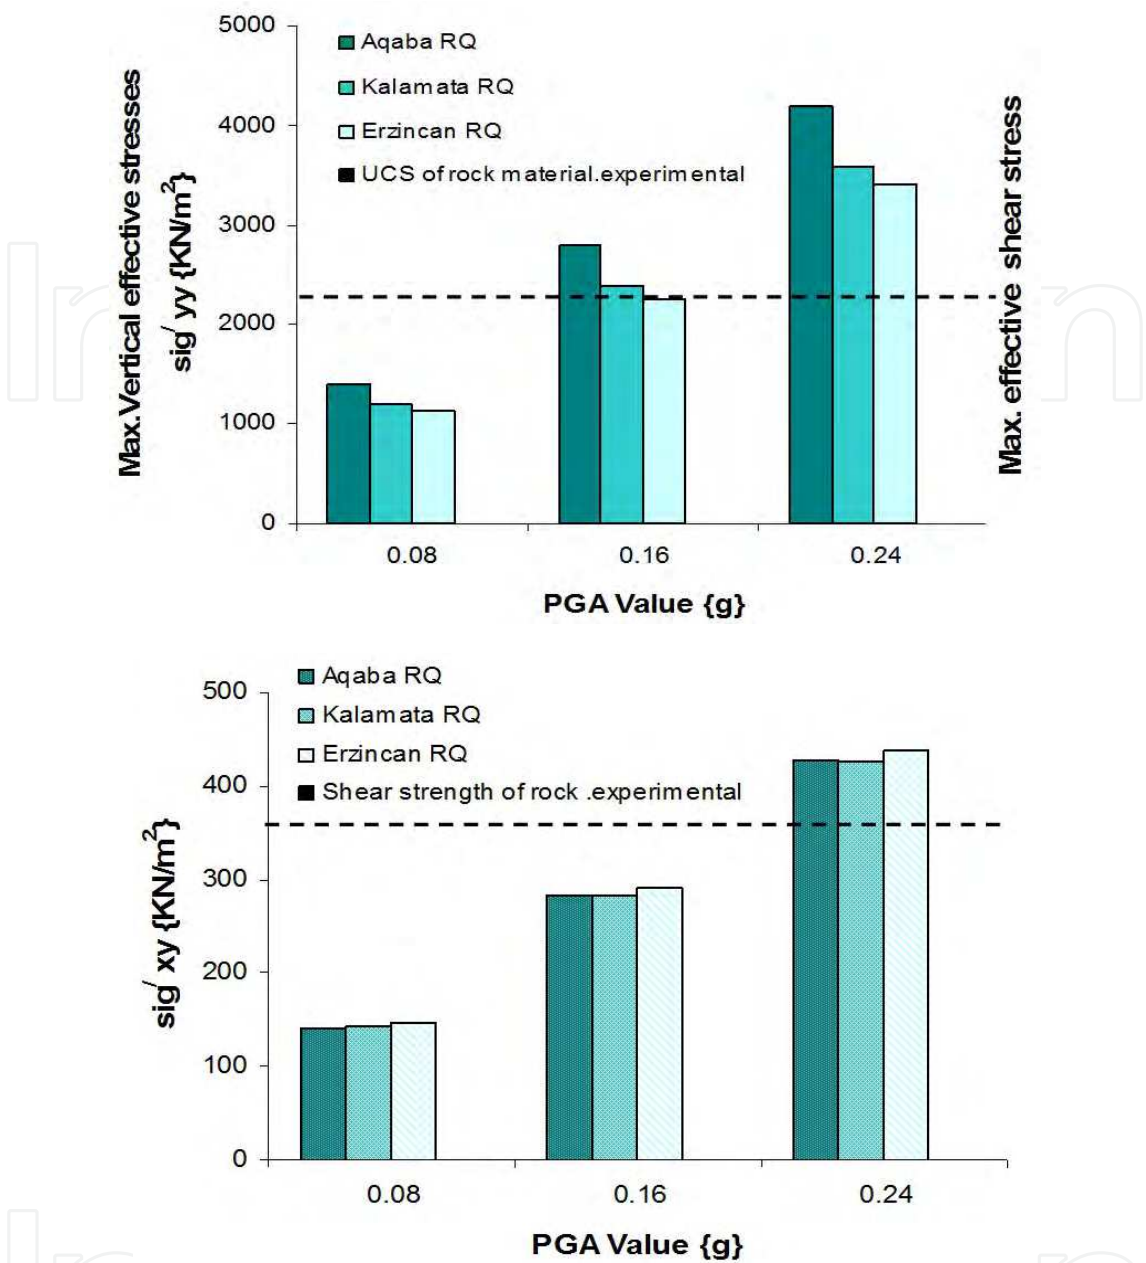 5000
Aqaba RQ
Kalamata RQ
4000
Erzincan RQ
UCS of rock material.experimental
3000
2000
1000
0
Max.Vertical effective stresses
sig/ yy {KN/m2}
Max. effective shear stress
0.08 0.16 0.24
PGA Value {g}
Aqaba RQ
500
Kalamata RQ
Erzincan RQ
400
Shear strength of rock .experimental
300
200
100
0
sig/ xy {KN/m2}
0.08 0.16 0.24
PGA Value {g}